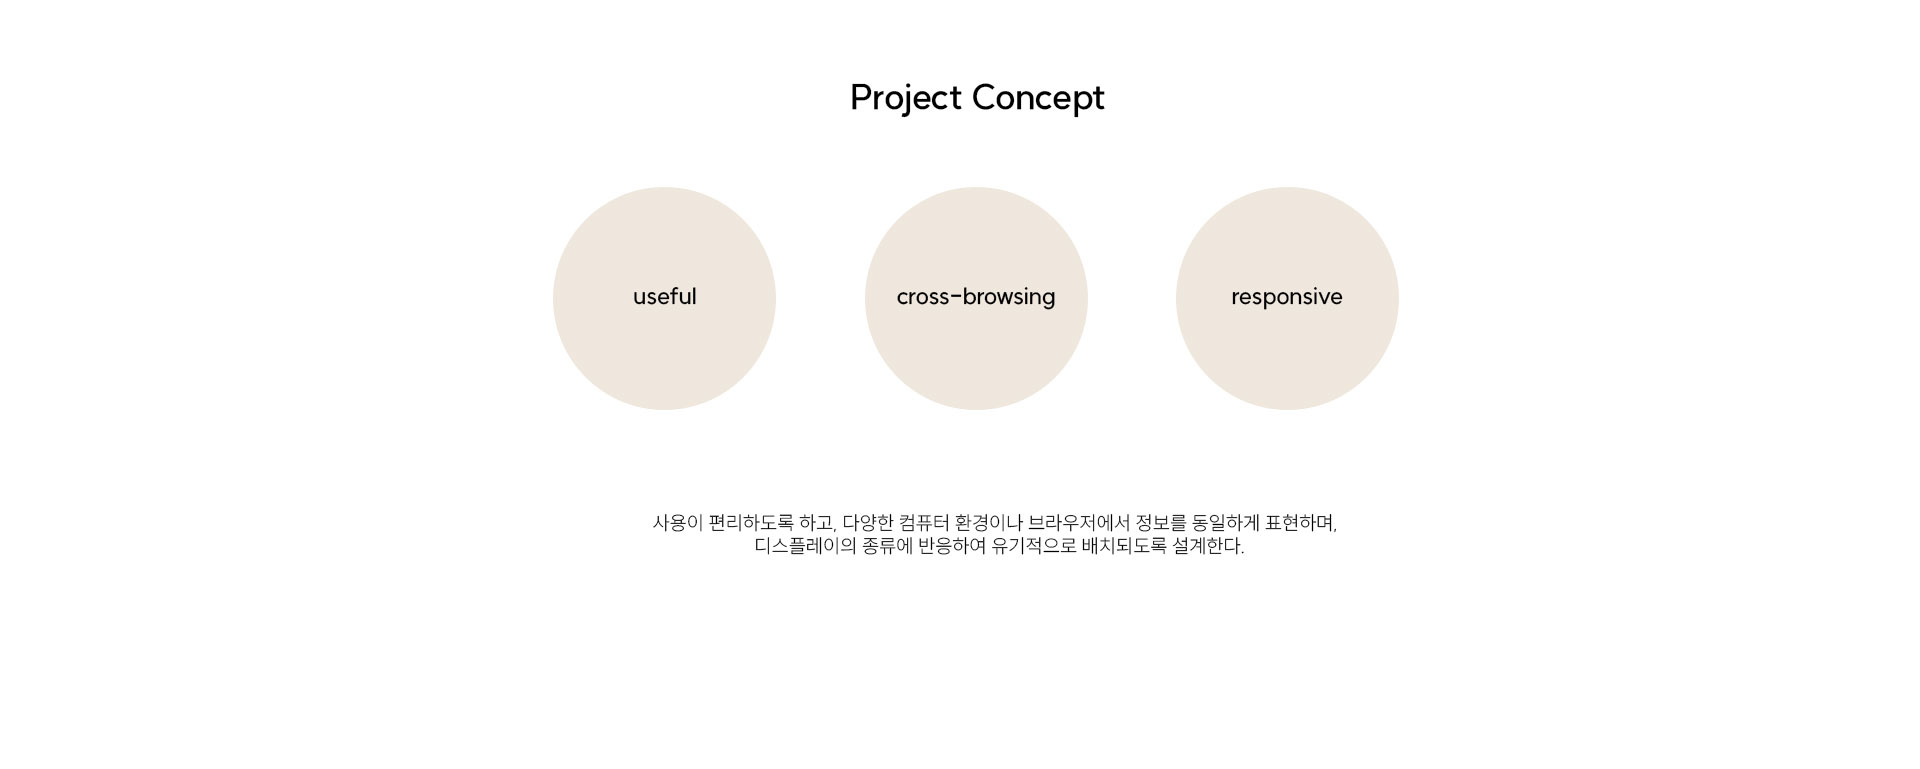 Project Concept
useful
cross-browsing
responsive
사용이 편리하도록 하고, 다양한 컴퓨터 환경이나 브라우저에서 정보를 동일하게 표현하며,
디스플레이의 종류에 반응하여 유기적으로 배치되도록 설계한다.